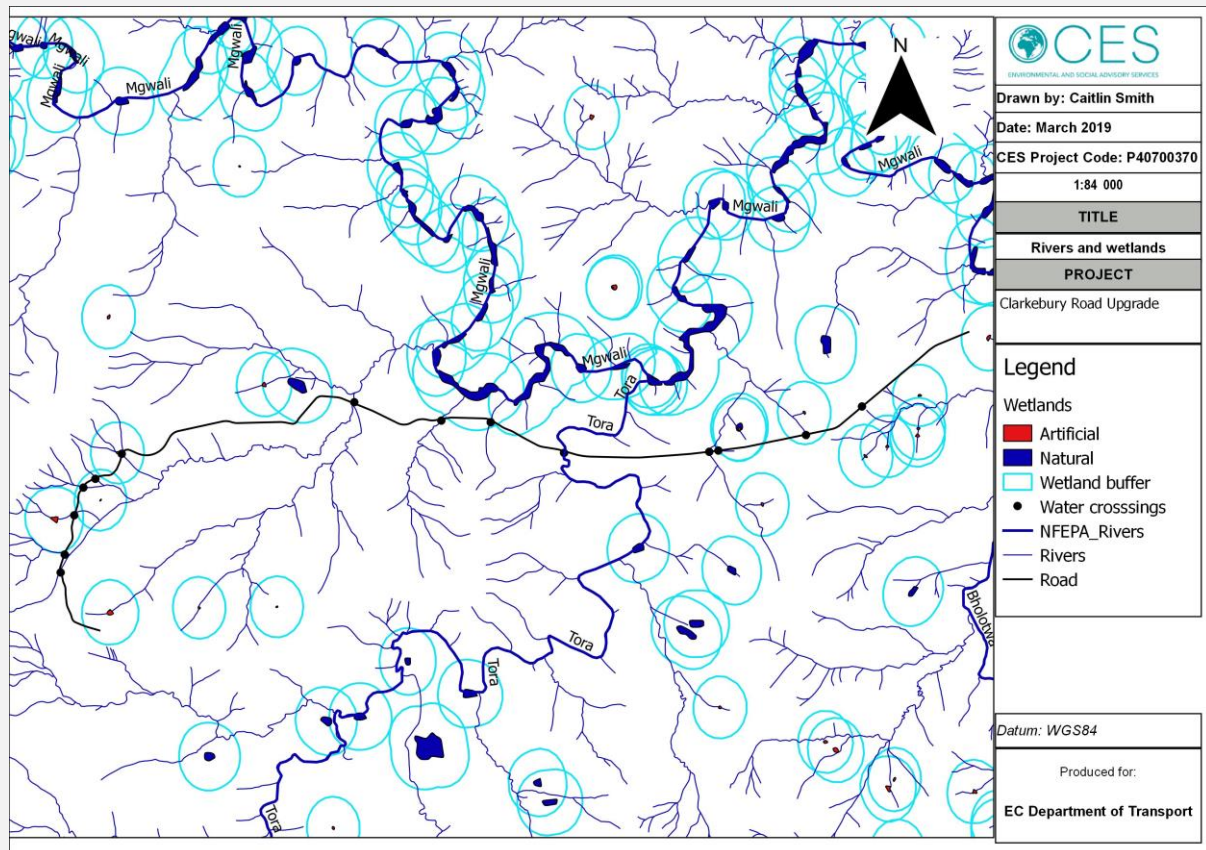 gwali
Mgwali
Mgwali
Mgwali
Mgwali
N
Mgwali
Mgwali
Mgwali
Mgwali
Tora
Tora
Tora
Tora
Bholotwa
Tora
CES
ENVIRONMENTAL AND SOCIAL ADVISORY SERVICES
Drawn by: Caitlin Smith
Date: March 2019
CES Project Code: P40700370
1:84 000
TITLE
Rivers and wetlands
PROJECT
Clarkebury Road Upgrade
Legend
Wetlands
Artificial
Natural
Wetland buffer
Water crosssings
NFEPA_Rivers
Rivers
Road
Datum: WGS84
Produced for:
EC Department of Transport